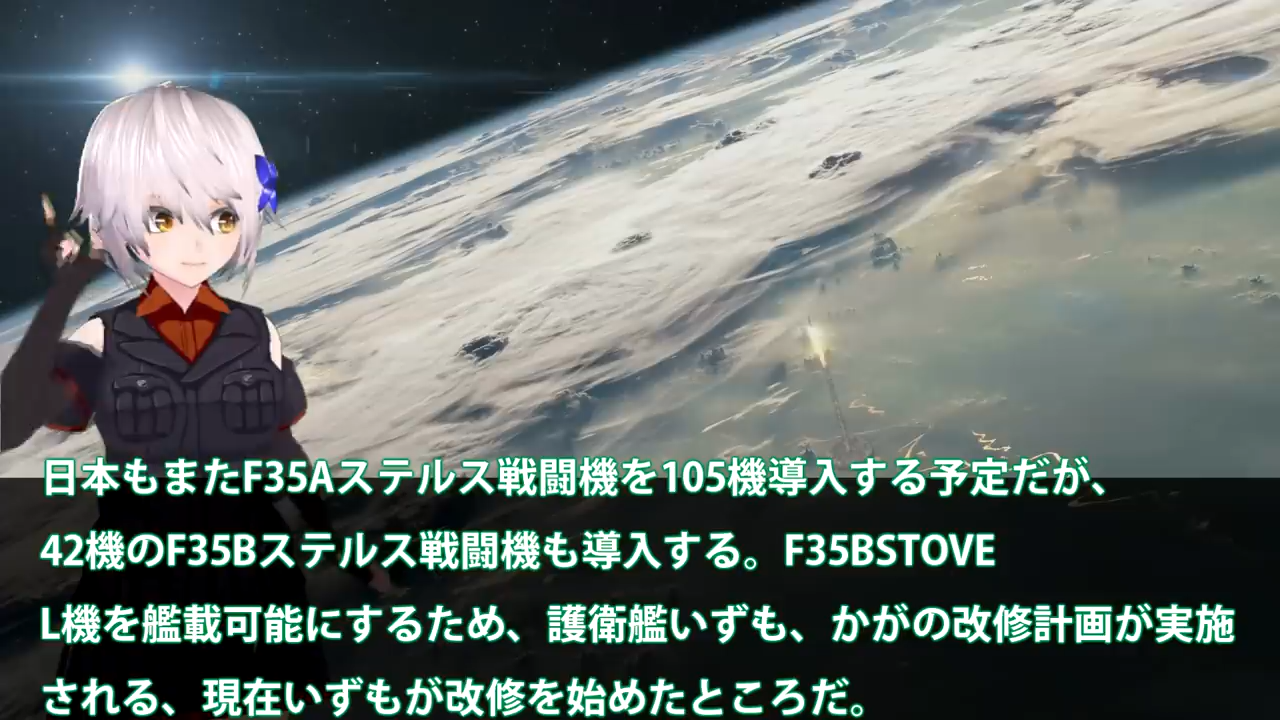 日本もまたF35Aステルス戦闘機を105機導入する予定だが、
42機のF35Bステルス戦闘機も導入する。F35BSTOVE
L機を艦載可能にするため、護衛艦いずも、かがの改修計画が実施
される、現在いずもが改修を始めたところだ。